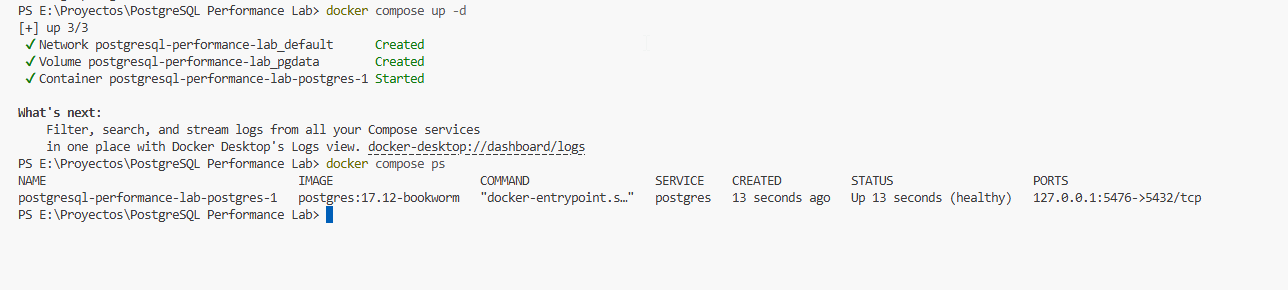 PS E:\Proyectos\PostgreSQL Performance Lab> docker compose up -d
[+] up 3/3
✓ Network postgresql-performance-lab_default Created
✓ Volume postgresql-performance-lab_pgdata Created
✓ Container postgresql-performance-lab-postgres-1 Started
What's next:
Filter, search, and stream logs from all your Compose services
in one place with Docker Desktop's Logs view. docker-desktop://dashboard/logs
PS E:\Proyectos\PostgreSQL Performance Lab> docker compose ps
NAME IMAGE COMMAND SERVICE CREATED STATUS PORTS
postgresql-performance-lab-postgres-1 postgres:17.12-bookworm "docker-entrypoint.s…" postgres 13 seconds ago Up 13 seconds (healthy) 127.0.0.1:5476->5432/tcp
PS E:\Proyectos\PostgreSQL Performance Lab>